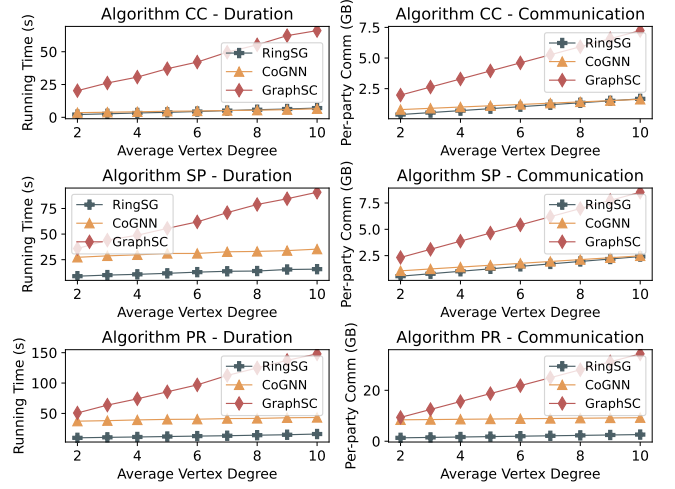 Algorithm CC - Duration
Running Time (s)
50
25
0
RingSG
CoGNN
GraphSC
2 4 6 8 10
Average Vertex Degree
Algorithm CC - Communication
Per-party Comm (GB)
7.5
5.0
2.5
RingSG
CoGNN
GraphSC
2 4 6 8 10
Average Vertex Degree
Algorithm SP - Duration
Running Time (s)
75
50
25
RingSG
CoGNN
GraphSC
2 4 6 8 10
Average Vertex Degree
Algorithm SP - Communication
Per-party Comm (GB)
7.5
5.0
2.5
RingSG
CoGNN
GraphSC
2 4 6 8 10
Average Vertex Degree
Algorithm PR - Duration
Running Time (s)
150
100
50
RingSG
CoGNN
GraphSC
2 4 6 8 10
Average Vertex Degree
Algorithm PR - Communication
Per-party Comm (GB)
20
0
RingSG
CoGNN
GraphSC
2 4 6 8 10
Average Vertex Degree